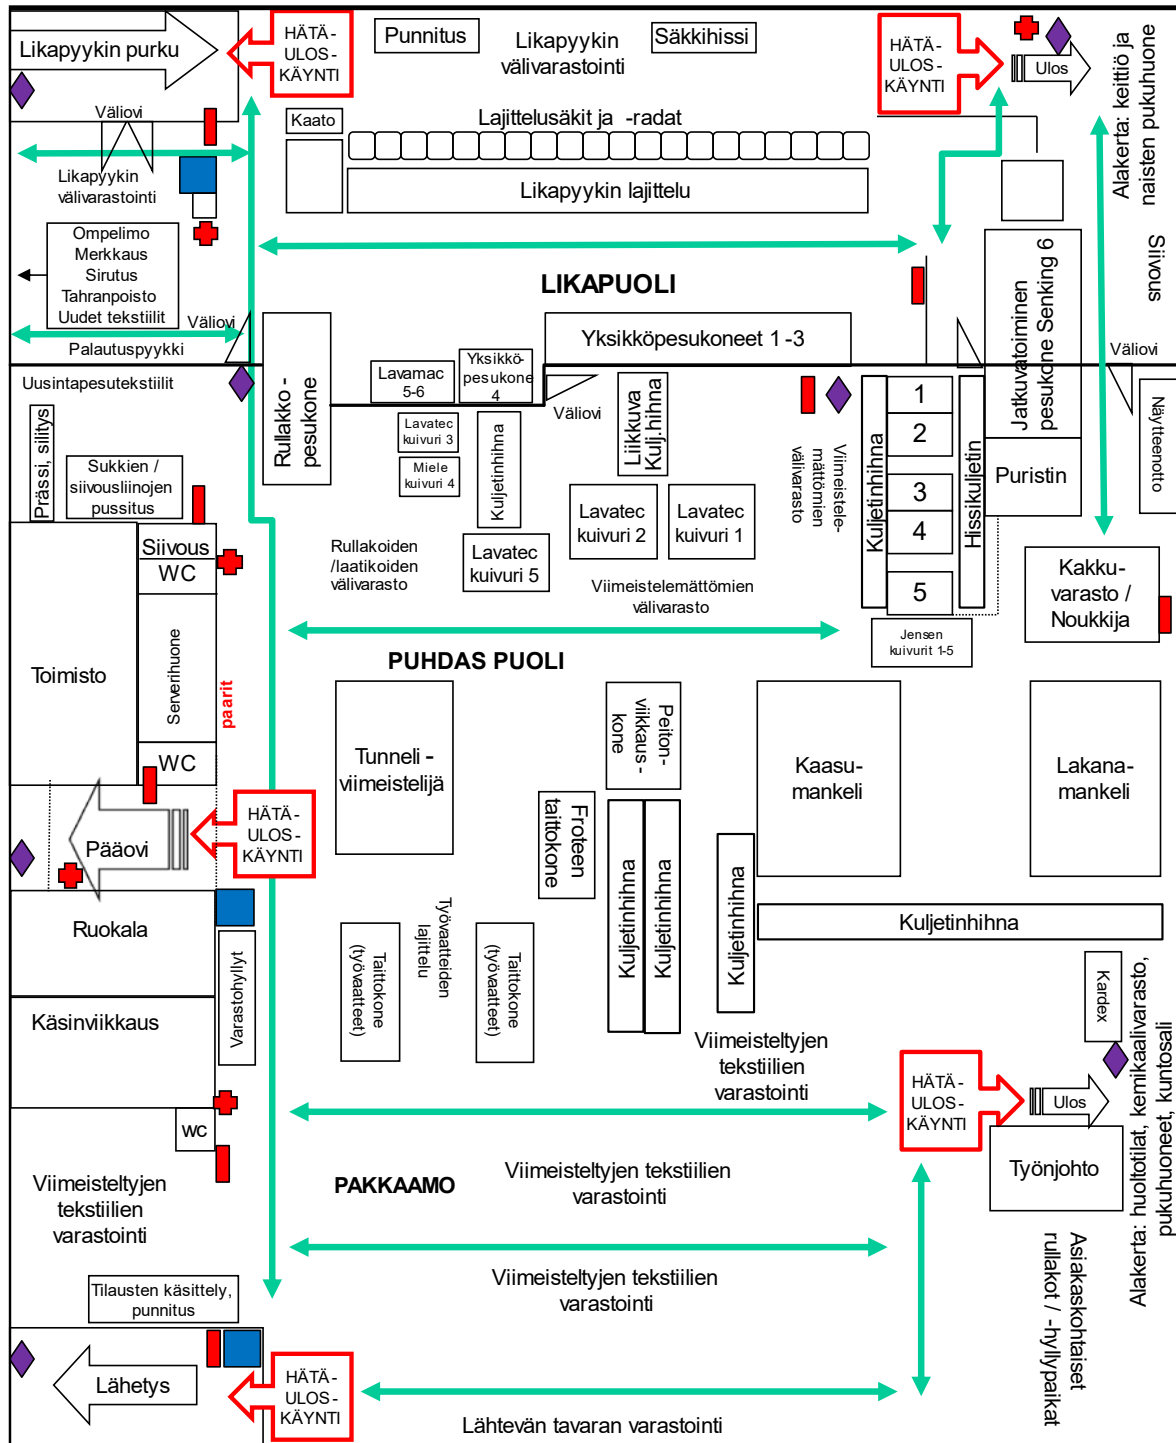 Likapyykin purku
HÄTÄ-
ULOS-
KÄYNTI
Punnitus
Likapyykin
välivarastointi
Säkkihissi
HÄTÄ-
ULOS-
KÄYNTI
Ulos
Alakerta: keittiö ja
naisten pukuhuone
Väliovi
Kaato
Lajittelusäkit ja -radat
Likapyykin
välivarastointi
Likapyykin lajittelu
Ompelimo
Merkkaus
Sirutus
Tahranpoisto
Uudet tekstiilit
Siivous
LIKAPUOLI
Jatkuvatoiminen
pesukone Senking 6
Väliovi
Palautuspyykki
Yksikköpesukoneet 1 -3
Väliovi
Uusintapesutekstiilit
Rullakko -
pesukone
Lavamac
5-6
Yksikkö-
pesukone
4
Väliovi
Liikkuva
Kulj.hihna
Kuljetinhihna
1
2
3
4
5
Hissikuljetin
Näyttenotto
Prässi, silitys
Sukkien /
siivousliinojen
pussitus
Lavatec
kuivuri 3
Miele
kuivuri 4
Kuljetinhihna
Viimeistele-
mättömien
välivarasto
Puristin
Lavatec
kuivuri 2
Lavatec
kuivuri 1
Siivous
WC
Rullakoiden
/laatikoiden
välivarasto
Lavatec
kuivuri 5
Viimeistelemättömien
välivarasto
Kakku-
varasto /
Noukkija
Jensen
kuivurit 1-5
PUHDAS PUOLI
Toimisto
Serverihuone
paarit
WC
Tunneli -
viimeistelijä
Peiton-
viikkaus-
kone
Kaasu-
mankeli
Lakana-
mankeli
Pääovi
HÄTÄ-
ULOS-
KÄYNTI
Froteen
taittokone
Kuljetinhihna
Kuljetinhihna
Kuljetinhihna
Ruokala
Kuljetinhihna
Varastohyllyt
Taittokone
(työvaatteet)
Työvaatteiden
lajittelu
Taittokone
(työvaatteet)
Kardex
Käsinviikkaus
Viimeisteltyjen
tekstiilien
varastointi
HÄTÄ-
ULOS-
KÄYNTI
Ulos
Alakerta: huoltotilat, kemikaalivarasto,
pukuhuoneet, kuntosali
WC
Työnjohto
Viimeisteltyjen
tekstiilien
varastointi
PAKKAAMO
Viimeisteltyjen tekstiilien
varastointi
Asiakaskohtaiset
rullakot / -hyllypaikat
Viimeisteltyjen tekstiilien
varastointi
Tilausten käsittely,
punnitus
Lähetys
HÄTÄ-
ULOS-
KÄYNTI
Lähtevän tavaran varastointi